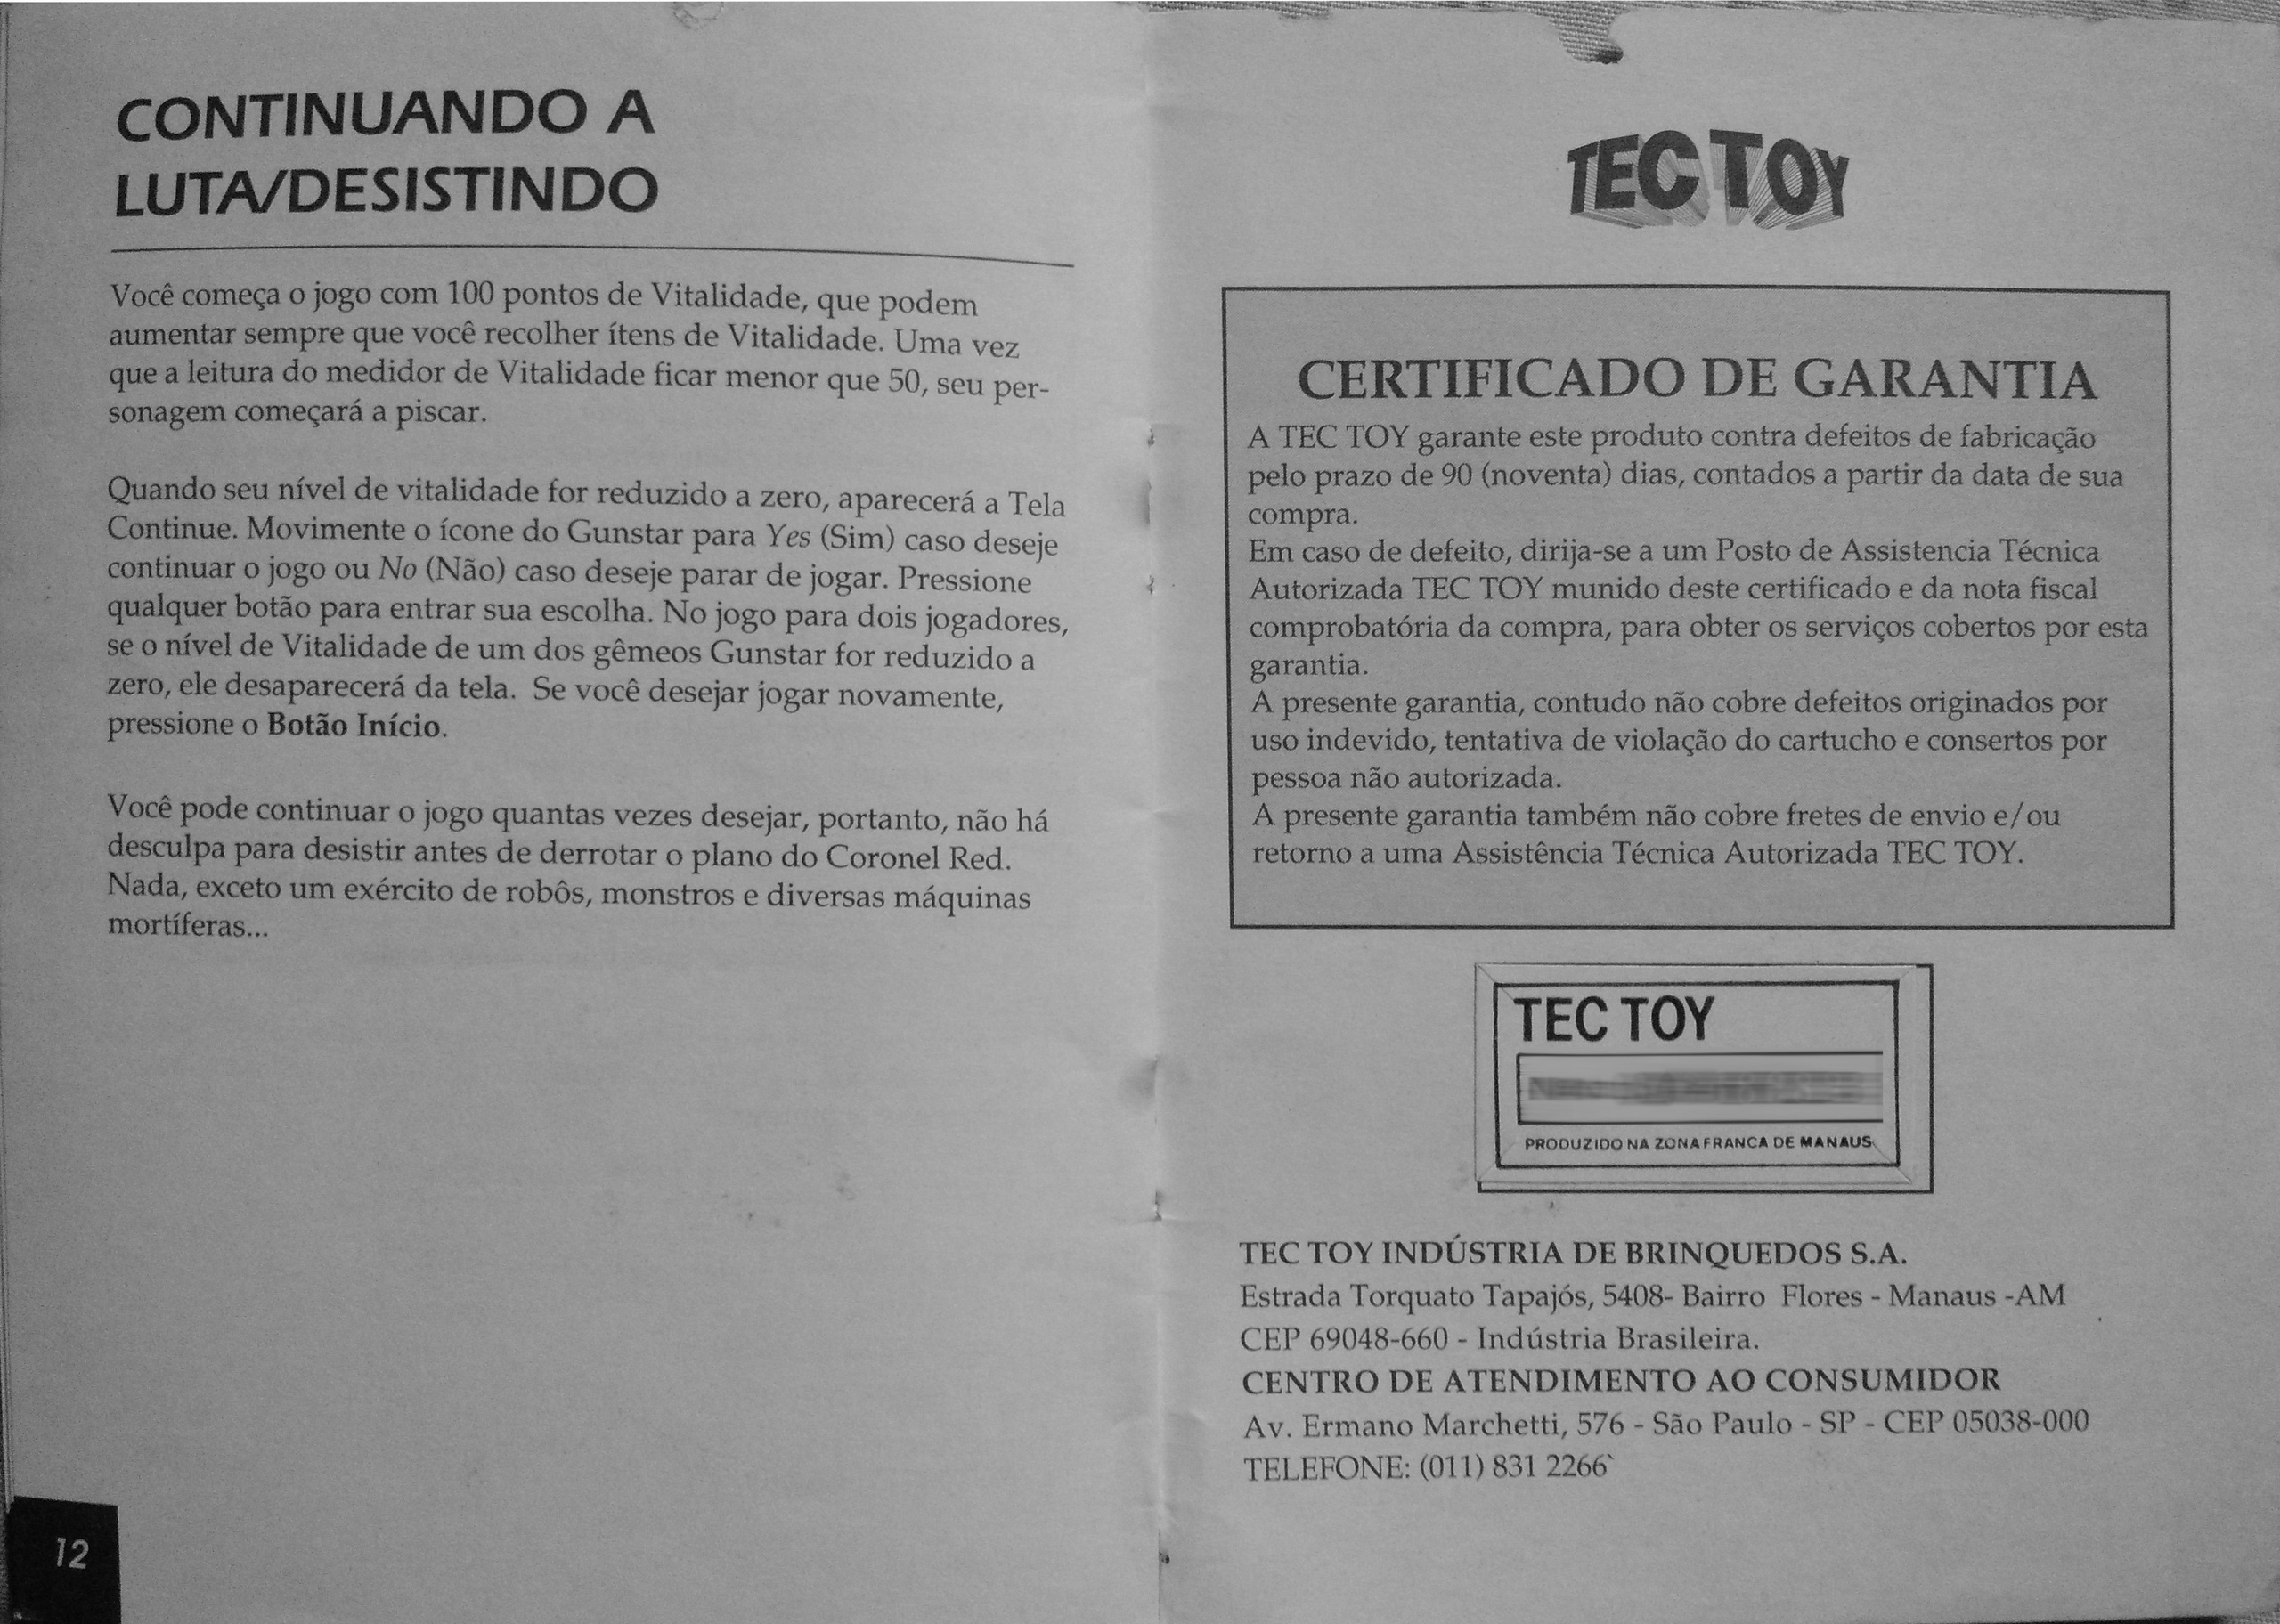 CONTINUANDO A
LUTA/DESISTINDO
Você começa o jogo com 100 pontos de Vitalidade, que podem
aumentar sempre que você recolher ítens de Vitalidade. Uma vez
que a leitura do medidor de Vitalidade ficar menor que 50, seu per-
sonagem começará a piscar.
Quando seu nível de vitalidade for reduzido a zero, aparecerá a Tela
Continue. Movimente o ícone do Gunstar para Yes (Sim) caso deseje
continuar o jogo ou No (Não) caso deseje parar de jogar. Pressione
qualquer botão para entrar sua escolha. No jogo para dois jogadores,
se o nível de Vitalidade de um dos gêmeos Gunstar for reduzido a
zero, ele desaparecerá da tela. Se você desejar jogar novamente,
pressione o Botão Início.
Você pode continuar o jogo quantas vezes desejar, portanto, não há
desculpa para desistir antes de derrotar o plano do Coronel Red.
Nada, exceto um exército de robôs, monstros e diversas máquinas
mortíferas...
12
TEC TOY
CERTIFICADO DE GARANTIA
A TEC TOY garante este produto contra defeitos de fabricação
pelo prazo de 90 (noventa) dias, contados a partir da data de sua
compra.
Em caso de defeito, dirija-se a um Posto de Assistencia Técnica
Autorizada TEC TOY munido deste certificado e da nota fiscal
comprobatória da compra, para obter os serviços cobertos por esta
garantia.
A presente garantia, contudo não cobre defeitos originados por
uso indevido, tentativa de violação do cartucho e consertos por
pessoa não autorizada.
A presente garantia também não cobre fretes de envio e/ou
retorno a uma Assistência Técnica Autorizada TEC TOY.
TEC TOY
PRODUZIDO NA ZONA FRANCA DE MANAUS
TEC TOY INDÚSTRIA DE BRINQUEDOS S.A.
Estrada Torquato Tapajós, 5408- Bairro Flores - Manaus -AM
CEP 69048-660 - Indústria Brasileira.
CENTRO DE ATENDIMENTO AO CONSUMIDOR
Av. Ermano Marchetti, 576 - São Paulo - SP - CEP 05038-000
TELEFONE: (011) 831 2266`